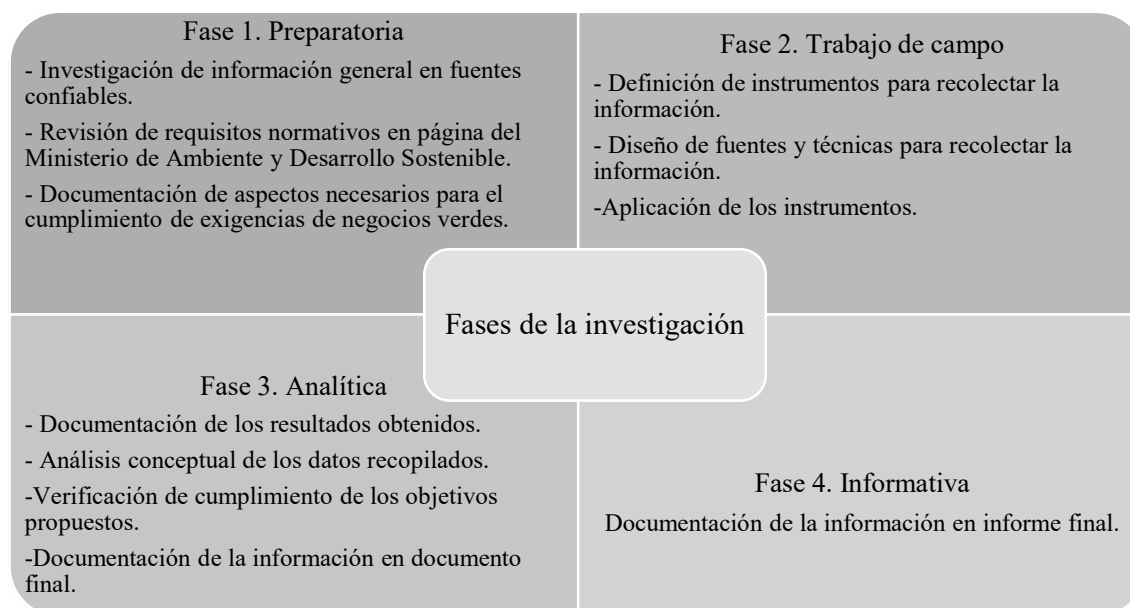 Fase 1. Preparatoria
- Investigación de información general en fuentes
confiables.
- Revisión de requisitos normativos en página del
Ministerio de Ambiente y Desarrollo Sostenible.
- Documentación de aspectos necesarios para el
cumplimiento de exigencias de negocios verdes.
Fase 2. Trabajo de campo
- Definición de instrumentos para recolectar la
información.
- Diseño de fuentes y técnicas para recolectar la
información.
-Aplicación de los instrumentos.
Fases de la investigación
Fase 3. Analítica
- Documentación de los resultados obtenidos.
- Análisis conceptual de los datos recopilados.
-Verificación de cumplimiento de los objetivos
propuestos.
-Documentación de la información en documento
final.
Fase 4. Informativa
Documentación de la información en informe final.